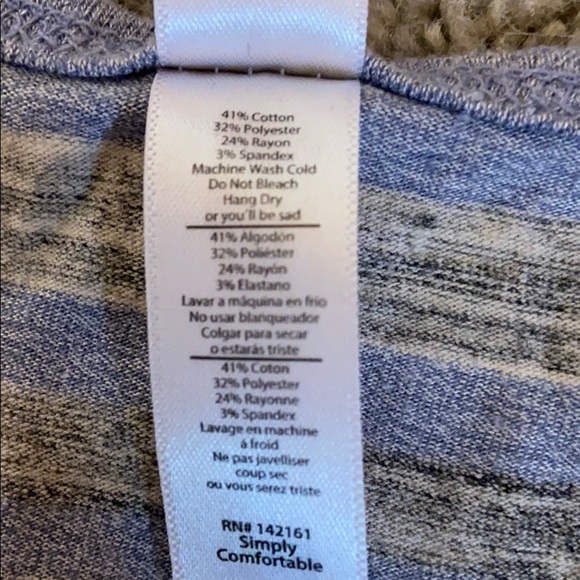 41% Cotton
32% Polyester
24% Rayon
3% Spandex
Machine Wash Cold
Do Not Bleach
Hang Dry
or you'll be sad
41% Algodón
32% Poliéster
24% Rayón
3% Elastano
Lavar a máquina en frio
No usar blanqueador
Colgar para secar
o estarás triste
41% Coton
32% Polyester
24% Rayonne
3% Spandex
Lavage en machine
á froid
Ne pas javelliser
coup sec
ou vous serez triste
RN# 142161
Simply
Comfortable